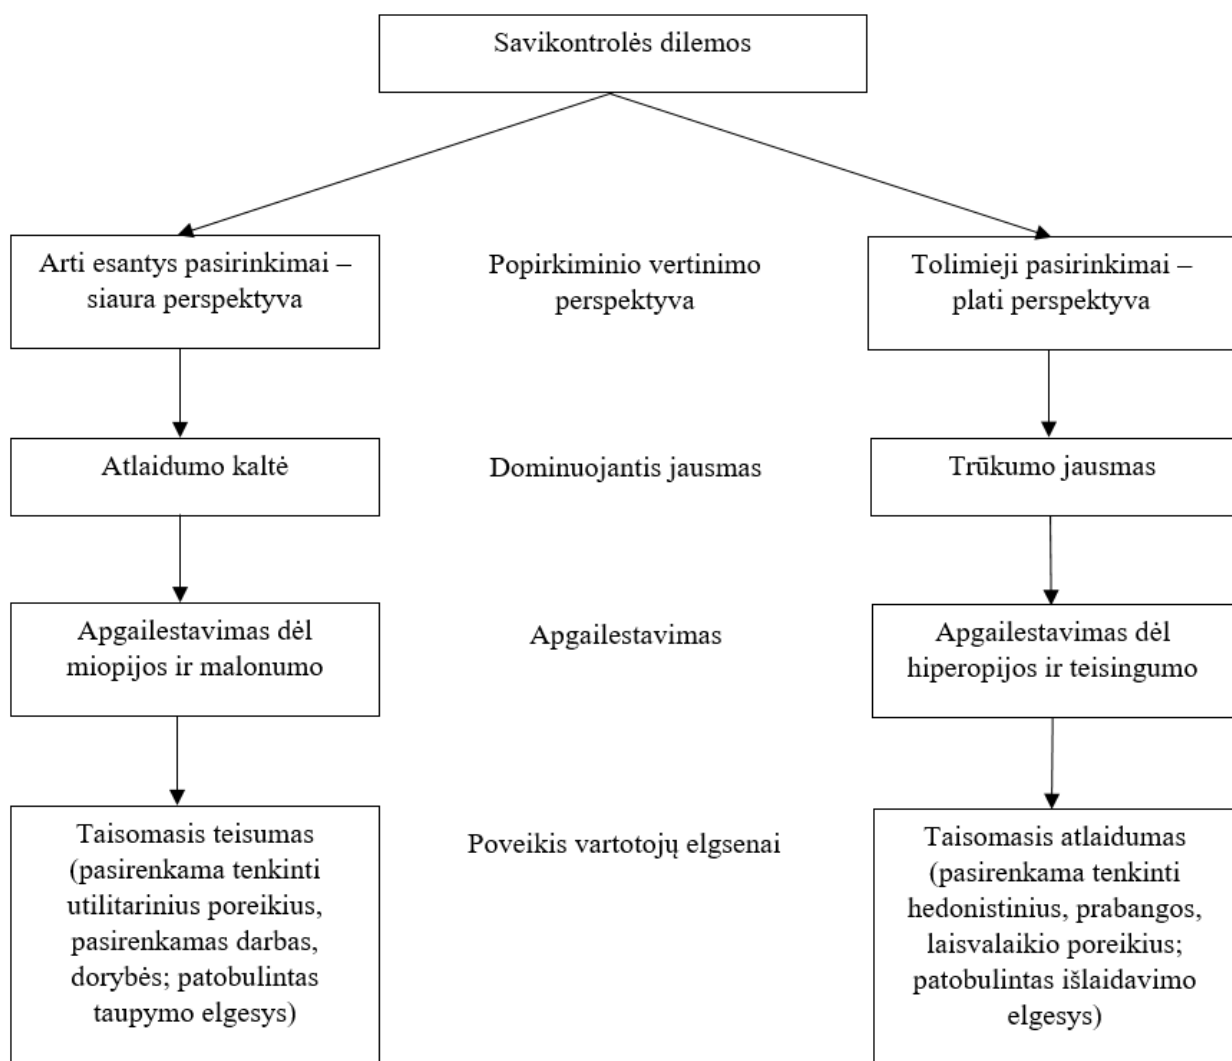 Savikontrolės dilemos
Arti esantys pasirinkimai –
siaura perspektyva
Popirkiminio vertinimo
perspektyva
Tolimieji pasirinkimai –
plati perspektyva
Atlaidumo kaltė
Dominuojantis jausmas
Trūkumo jausmas
Apgailestavimas dėl
miopijos ir malonumo
Apgailestavimas
Apgailestavimas dėl
hiperopijos ir teisingumo
Taisomasis teisumas
(pasirenkama tenkinti
utilitarinius poreikius,
pasirenkamas darbas,
dorybės; patobulintas
taupymo elgesys)
Poveikis vartotojų elgsenai
Taisomasis atlaidumas
(pasirenkama tenkinti
hedonistinius, prabangos,
laisvalaikio poreikius;
patobulintas išlaidavimo
elgesys)